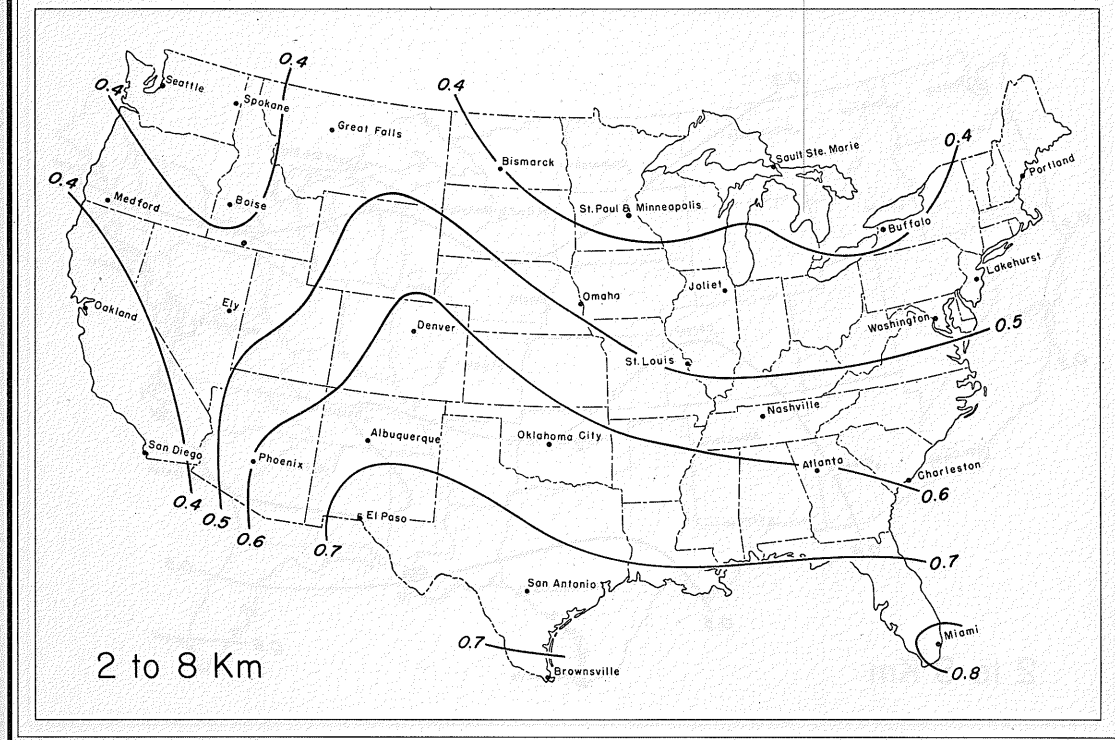 0.4
0.4
Seattle
Spokane
0.4
Great Falls
Bismarck
Sault Ste. Marie
0.4
Portland
0.4
Medford
Boise
St. Paul & Minneapolis
Buffalo
Lakehurst
Oakland
Ely
Denver
Omaha
Joliet
Washington
0.5
St. Louis
Nashville
San Diego
Phoenix
Albuquerque
Oklahoma City
Atlanta
Charleston
0.4
0.5
0.6
0.7
El Paso
0.6
0.7
San Antonio
0.7
Brownsville
Miami
0.8
2 to 8 Km